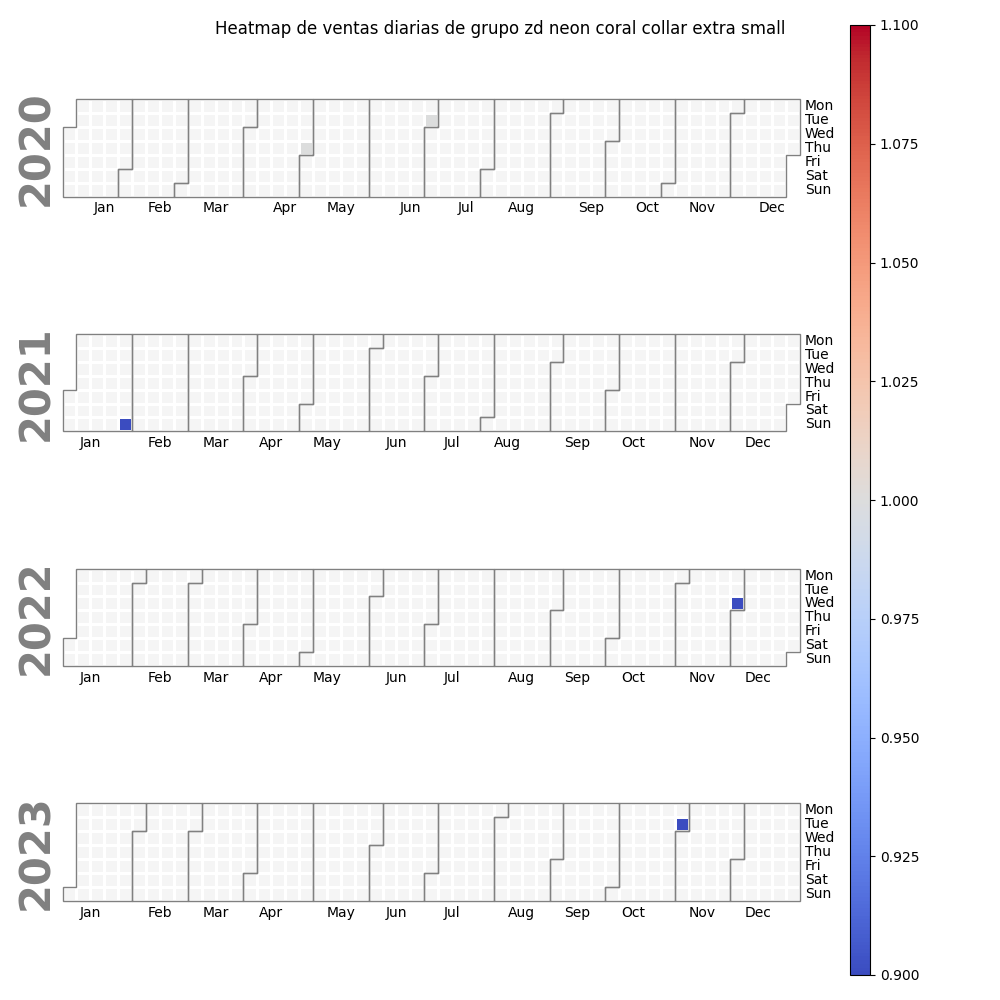 Heatmap de ventas diarias de grupo zd neon coral collar extra small
2020
Mon
Tue
Wed
Thu
Fri
Sat
Sun
Jan Feb Mar Apr May Jun Jul Aug Sep Oct Nov Dec
2021
Mon
Tue
Wed
Thu
Fri
Sat
Sun
Jan Feb Mar Apr May Jun Jul Aug Sep Oct Nov Dec
2022
Mon
Tue
Wed
Thu
Fri
Sat
Sun
Jan Feb Mar Apr May Jun Jul Aug Sep Oct Nov Dec
2023
Mon
Tue
Wed
Thu
Fri
Sat
Sun
Jan Feb Mar Apr May Jun Jul Aug Sep Oct Nov Dec
1.100
1.075
1.050
1.025
1.000
0.975
0.950
0.925
0.900